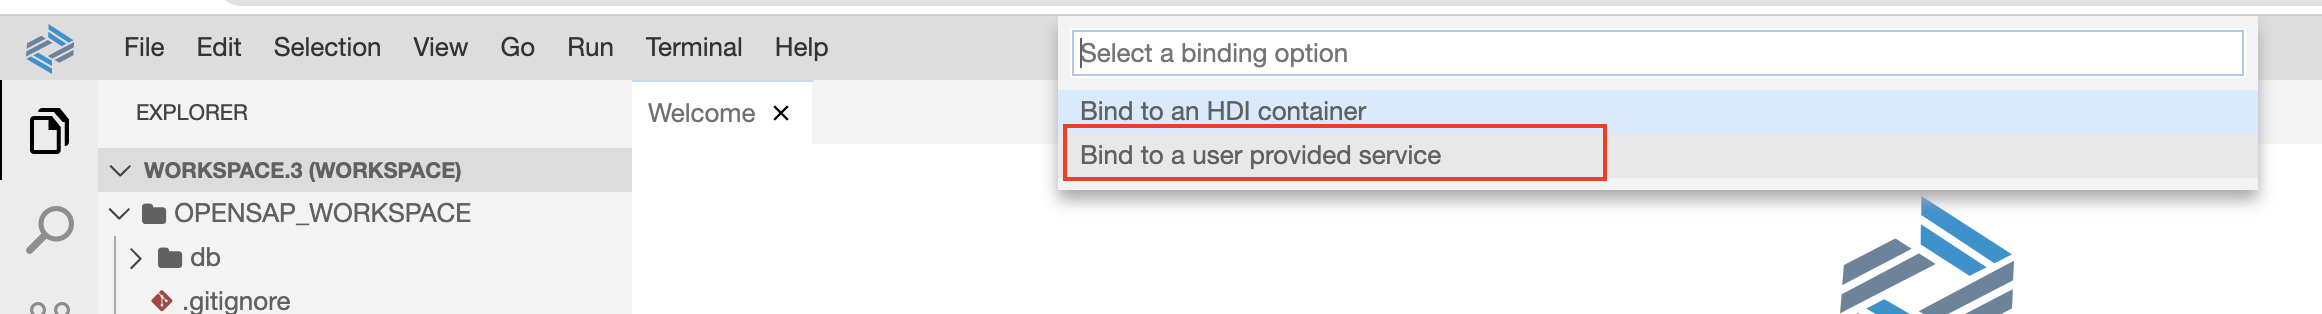 File Edit Selection View Go Run Terminal Help
Select a binding option
Bind to an HDI container
Bind to a user provided service
EXPLORER
Welcome
WORKSPACE.3 (WORKSPACE)
OPENSAP_WORKSPACE
db
.gitignore